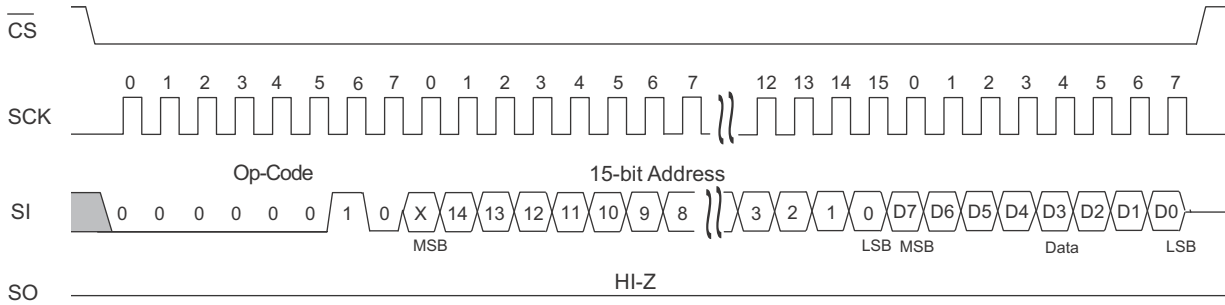 CS
0 1 2 3 4 5 6 7 0 1 2 3 4 5 6 7 12 13 14 15 0 1 2 3 4 5 6 7
SCK
Op-Code 15-bit Address
SI 0 0 0 0 0 0 1 0 X 14 13 12 11 10 9 8 3 2 1 0 D7 D6 D5 D4 D3 D2 D1 D0
MSB LSB MSB Data LSB
HI-Z
SO